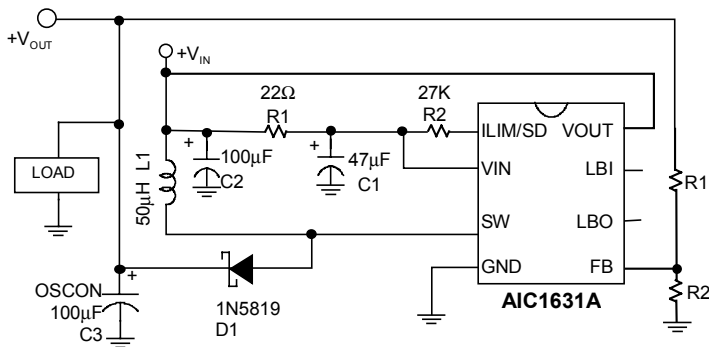 +VOUT
+VIN
22Ω
R1
27K
R2
ILIM/SD
VOUT
VIN
LBI
SW
LBO
GND
FB
AIC1631A
LOAD
50μH L1
+
100μF
C2
+
47μF
C1
R1
R2
+
OSCON
100μF
C3
1N5819
D1